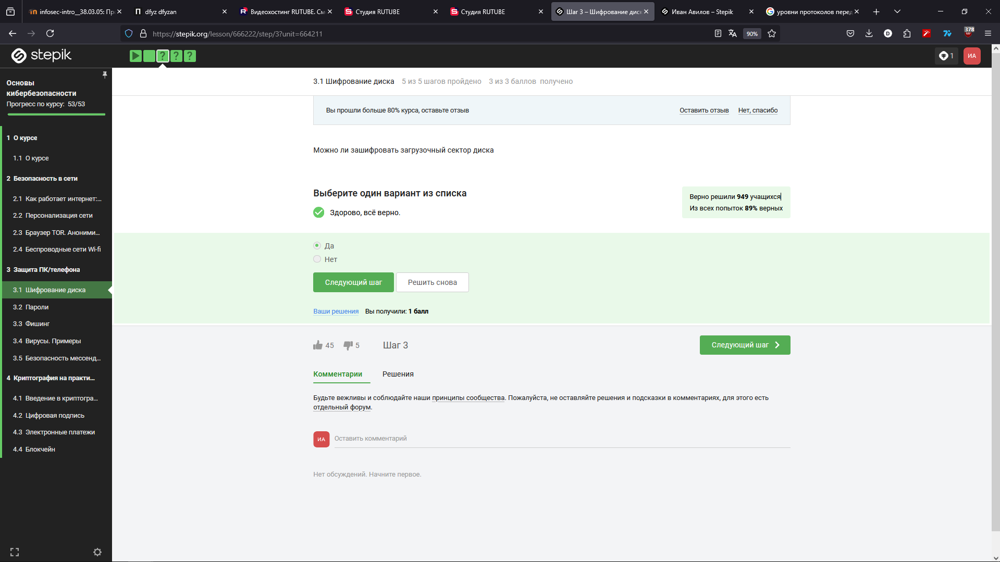 infosec-intro__38.03.05: Пр
dfyz dfyzan
Видеохостинг RUTUBE. См
Студия RUTUBE
Студия RUTUBE
Шаг 3 – Шифрование дис
Иван Авилов – Stepik
уровни протоколов перед
https://stepik.org/lesson/666222/step/3?unit=664211
90%
378
stepik
? ? ?
1
ИА
Основы
кибербезопасности
Прогресс по курсу: 53/53
1 О курсе
1.1 О курсе
2 Безопасность в сети
2.1 Как работает интернет:...
2.2 Персонализация сети
2.3 Браузер TOR. Аноними...
2.4 Беспроводные сети Wi-fi
3 Защита ПК/телефона
3.1 Шифрование диска
3.2 Пароли
3.3 Фишинг
3.4 Вирусы. Примеры
3.5 Безопасность мессенд...
4 Криптография на практи...
4.1 Введение в криптогра...
4.2 Цифровая подпись
4.3 Электронные платежи
4.4 Блокчейн
3.1 Шифрование диска 5 из 5 шагов пройдено 3 из 3 баллов получено
Вы прошли больше 80% курса, оставьте отзыв
Оставить отзыв Нет, спасибо
Можно ли зашифровать загрузочный сектор диска
Выберите один вариант из списка
Здорово, всё верно.
Верно решили 949 учащихся
Из всех попыток 89% верных
Да
Нет
Следующий шаг Решить снова
Ваши решения Вы получили: 1 балл
45 5 Шаг 3
Следующий шаг
Комментарии Решения
Будьте вежливы и соблюдайте наши принципы сообщества. Пожалуйста, не оставляйте решения и подсказки в комментариях, для этого есть
отдельный форум.
ИА Оставить комментарий
Нет обсуждений. Начните первое.